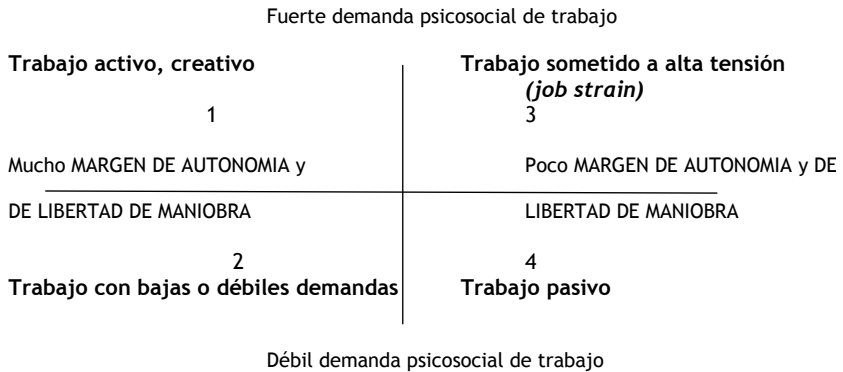 Fuerte demanda psicosocial de trabajo
Trabajo activo, creativo
Trabajo sometido a alta tensión
(job strain)
1
3
Mucho MARGEN DE AUTONOMIA y
Poco MARGEN DE AUTONOMIA y DE
DE LIBERTAD DE MANIOBRA
LIBERTAD DE MANIOBRA
2
4
Trabajo con bajas o débiles demandas
Trabajo pasivo
Débil demanda psicosocial de trabajo